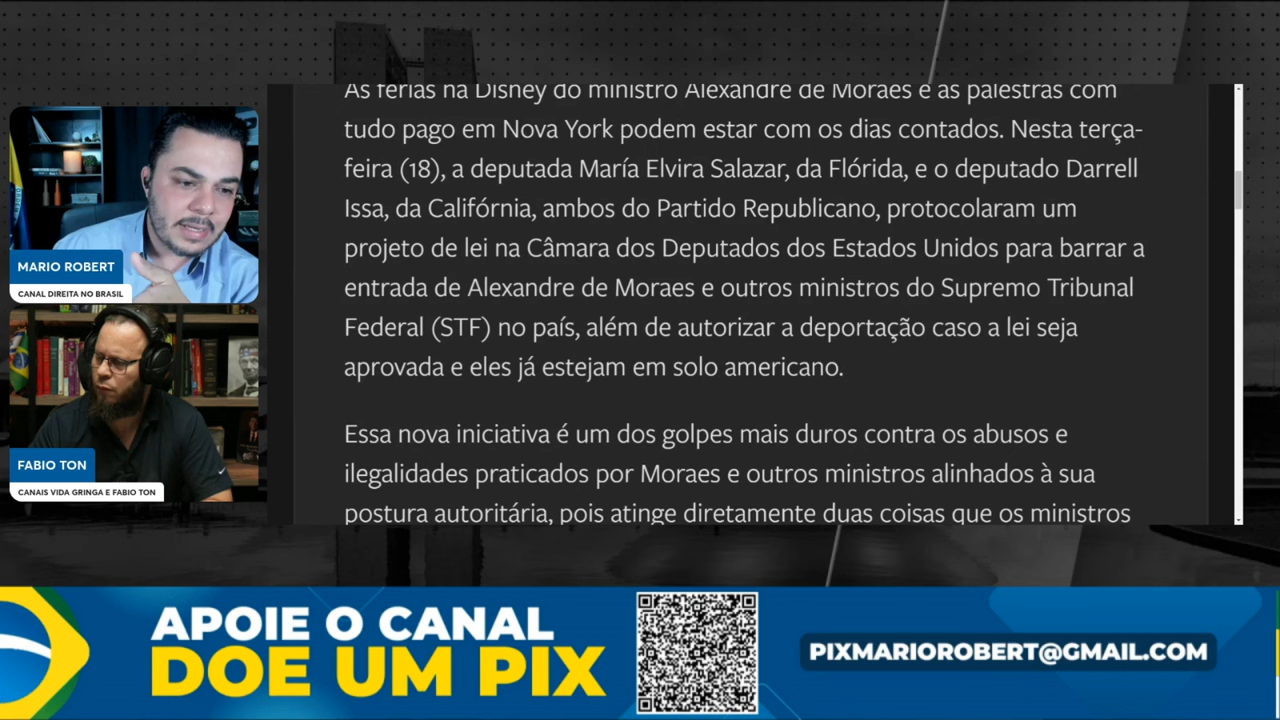 As férias na Disney do ministro Alexandre de Moraes e as palestras com
tudo pago em Nova York podem estar com os dias contados. Nesta terça-
feira (18), a deputada María Elvira Salazar, da Flórida, e o deputado Darrell
Issa, da Califórnia, ambos do Partido Republicano, protocolaram um
projeto de lei na Câmara dos Deputados dos Estados Unidos para barrar a
entrada de Alexandre de Moraes e outros ministros do Supremo Tribunal
Federal (STF) no país, além de autorizar a deportação caso a lei seja
aprovada e eles já estejam em solo americano.
Essa nova iniciativa é um dos golpes mais duros contra os abusos e
ilegalidades praticados por Moraes e outros ministros alinhados à sua
postura autoritária, pois atinge diretamente duas coisas que os ministros
MARIO ROBERT
CANAL DIREITA NO BRASIL
FABIO TON
CANAIS VIDA GRINGA E FABIO TON
APOIE O CANAL
DOE UM PIX
PIXMARIOROBERT@GMAIL.COM